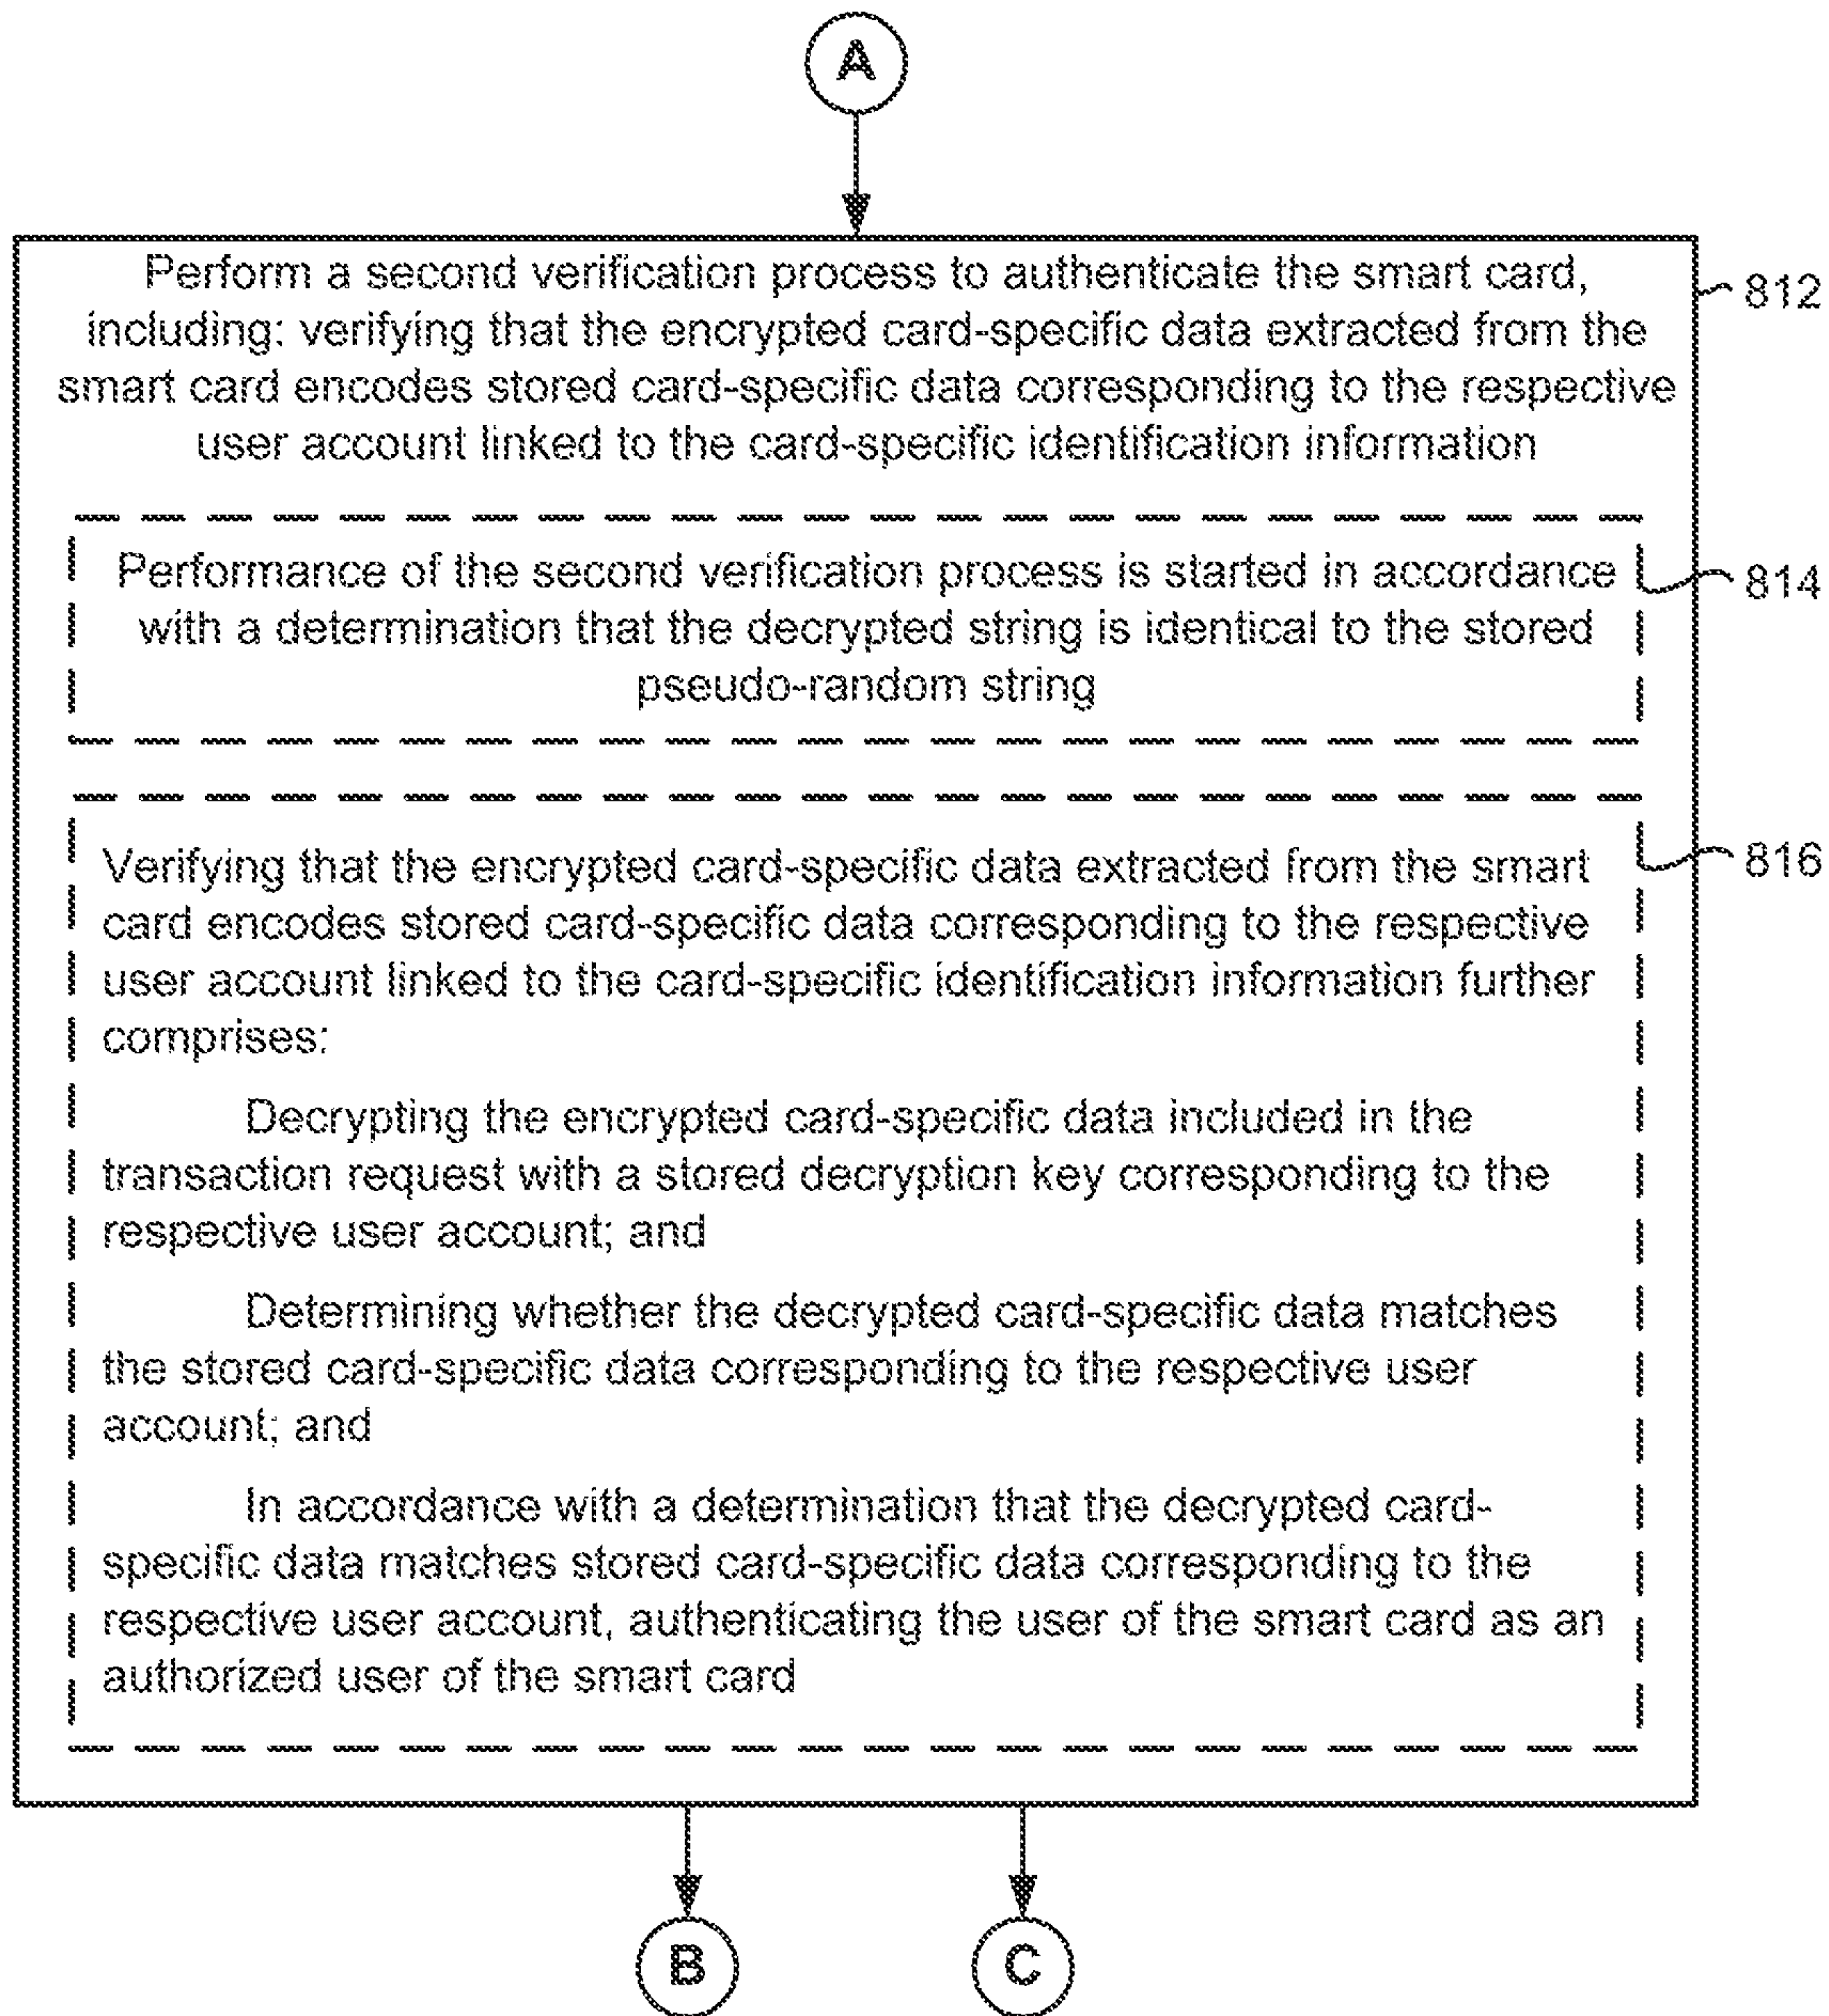 A
Perform a second verification process to authenticate the smart card,
including: verifying that the encrypted card-specific data extracted from the
smart card encodes stored card-specific data corresponding to the respective
user account linked to the card-specific identification information
812
Performance of the second verification process is started in accordance
with a determination that the decrypted string is identical to the stored
pseudo-random string
814
Verifying that the encrypted card-specific data extracted from the smart
card encodes stored card-specific data corresponding to the respective
user account linked to the card-specific identification information further
comprises:
816
Decrypting the encrypted card-specific data included in the
transaction request with a stored decryption key corresponding to the
respective user account; and
Determining whether the decrypted card-specific data matches
the stored card-specific data corresponding to the respective user
account; and
In accordance with a determination that the decrypted card-
specific data matches stored card-specific data corresponding to the
respective user account, authenticating the user of the smart card as an
authorized user of the smart card
B
C